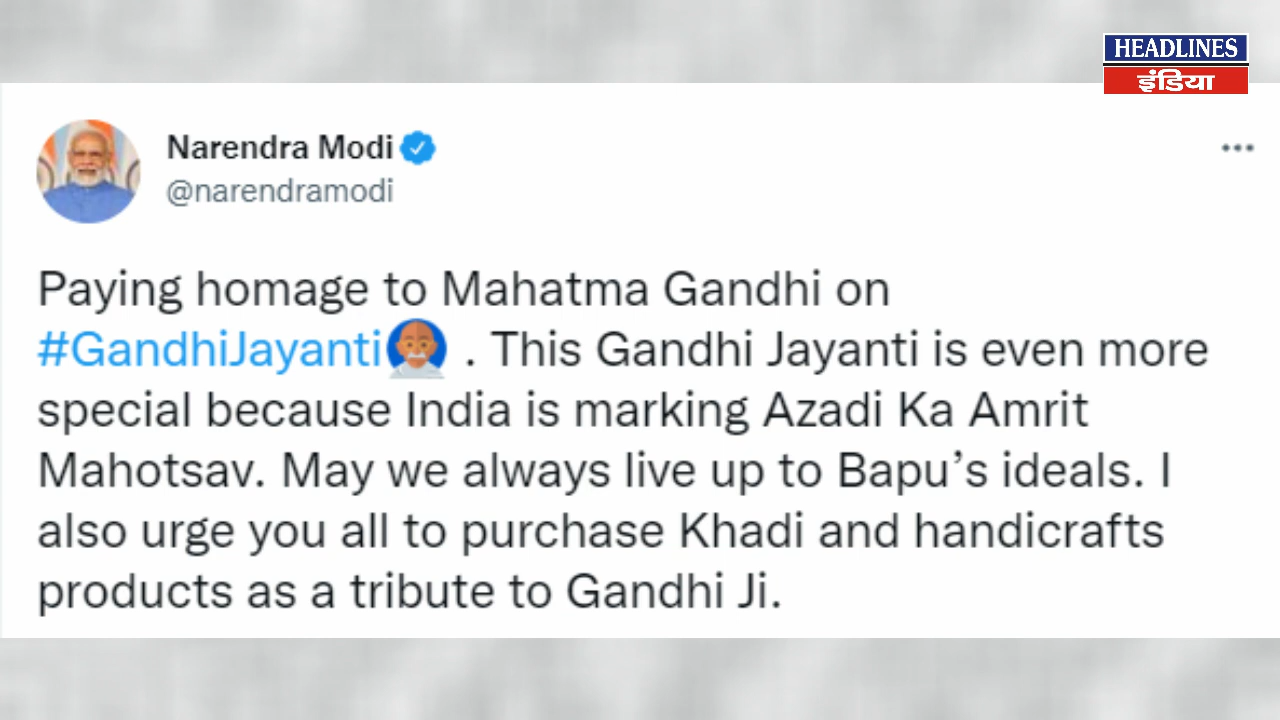 HEADLINES
इंडिया
Narendra Modi
@narendramodi
Paying homage to Mahatma Gandhi on
#GandhiJayanti . This Gandhi Jayanti is even more
special because India is marking Azadi Ka Amrit
Mahotsav. May we always live up to Bapu’s ideals. I
also urge you all to purchase Khadi and handicrafts
products as a tribute to Gandhi Ji.